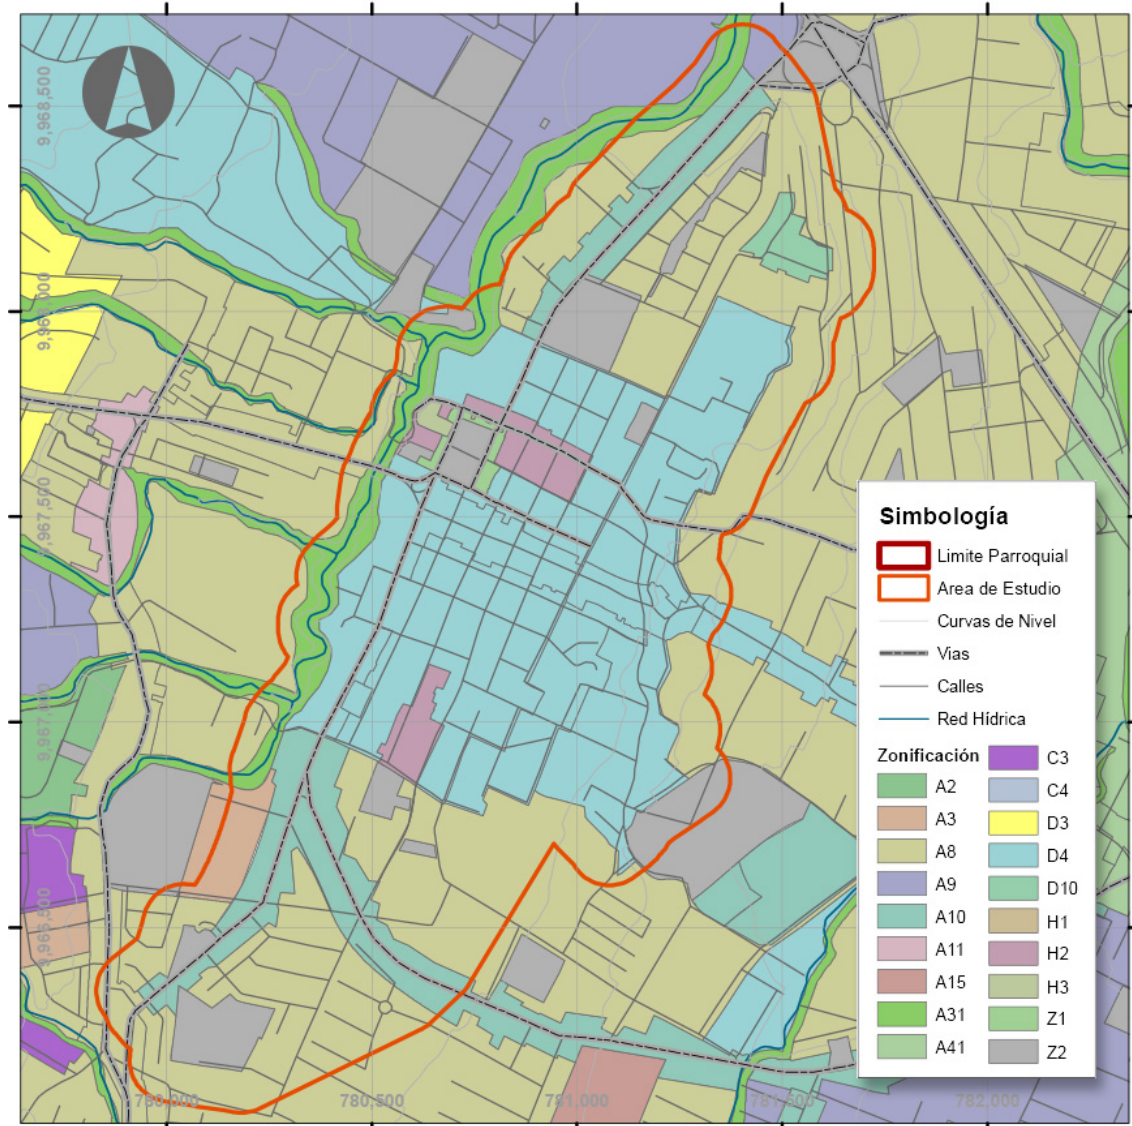 9,968,500
9,968,000
9,967,500
9,967,000
9,966,500
780,000
780,500
781,000
781,500
782,000
Simbología
Limite Parroquial
Area de Estudio
Curvas de Nivel
Vias
Calles
Red Hídrica
Zonificación
A2
A3
A8
A9
A10
A11
A15
A31
A41
C3
C4
D3
D4
D10
H1
H2
H3
Z1
Z2